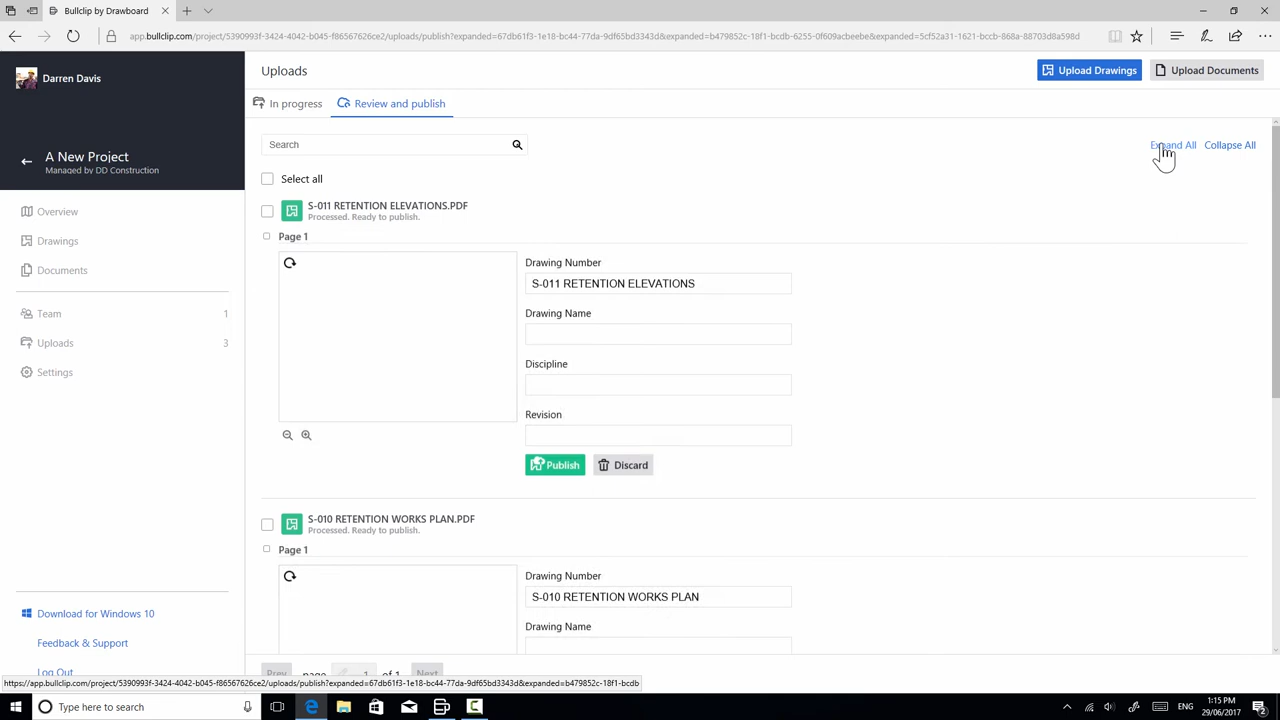 Bullclip by Drawboard
app.bullclip.com/project/5390993f-3424-4042-b045-f86567626ce2/uploads/publish?expanded=67db61f3-1e18-bc44-77da-9df65bd3343d&expanded=b479852c-18f1-bcdb-6255-0f609acbeebe&expanded=5cf52a31-1621-bccb-868a-88703d8a598d
Darren Davis
A New Project
Managed by DD Construction
Overview
Drawings
Documents
Team 1
Uploads 3
Settings
Download for Windows 10
Feedback & Support
Log Out
Uploads
Upload Drawings
Upload Documents
In progress
Review and publish
Search
Expand All
Collapse All
Select all
S-011 RETENTION ELEVATIONS.PDF
Processed. Ready to publish.
Page 1
Drawing Number
S-011 RETENTION ELEVATIONS
Drawing Name
Discipline
Revision
Publish
Discard
S-010 RETENTION WORKS PLAN.PDF
Processed. Ready to publish.
Page 1
Drawing Number
S-010 RETENTION WORKS PLAN
Drawing Name
Prev page 1 of 1 Next
https://app.bullclip.com/project/5390993f-3424-4042-b045-f86567626ce2/uploads/publish?expanded=67db61f3-1e18-bc44-77da-9df65bd3343d&expanded=b479852c-18f1-bcdb
Type here to search
ENG
1:15 PM
29/06/2017
2